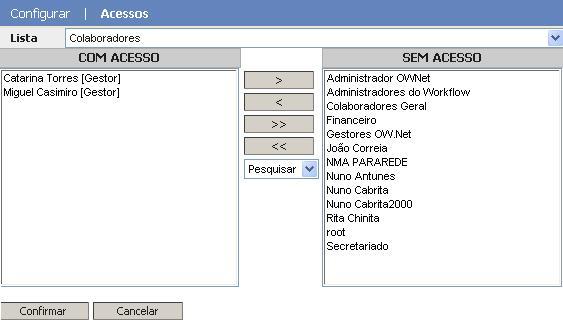 Configurar | Acessos
Lista Colaboradores
COM ACESSO
Catarina Torres [Gestor]
Miguel Casimiro [Gestor]
>
<
>>
<<
Pesquisar
SEM ACESSO
Administrador OWNet
Administradores do Workflow
Colaboradores Geral
Financeiro
Gestores OW.Net
João Correia
NMA PARAREDE
Nuno Antunes
Nuno Cabrita
Nuno Cabrita2000
Rita Chinita
root
Secretariado
Confirmar Cancelar